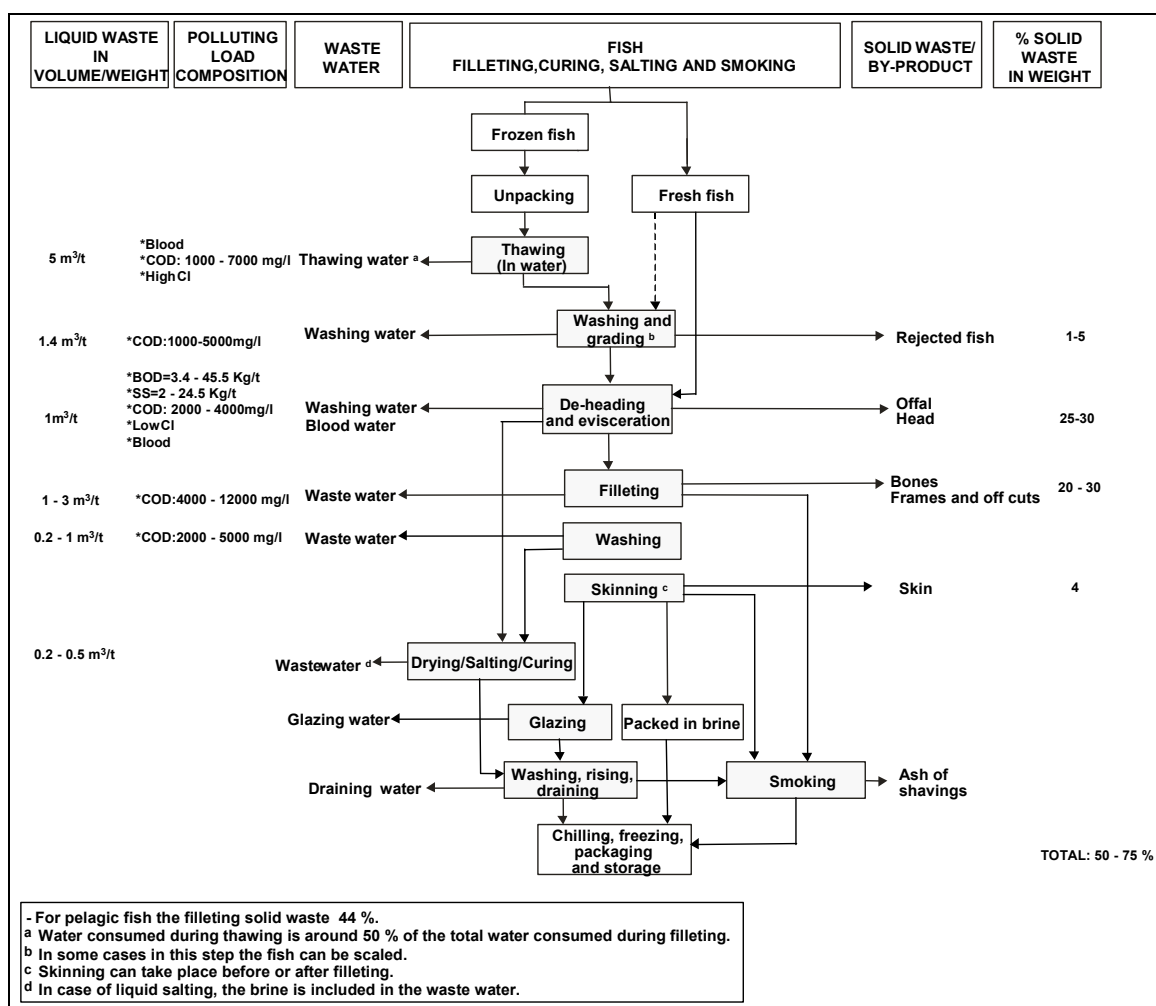 LIQUID WASTE
IN
VOLUME/WEIGHT
POLLUTING
LOAD
COMPOSITION
WASTE
WATER
FISH
FILLETING,CURING, SALTING AND SMOKING
SOLID WASTE/
BY-PRODUCT
% SOLID
WASTE
IN WEIGHT
Frozen fish
Unpacking
Fresh fish
5 m³/t
*Blood
*COD: 1000 - 7000 mg/l
*High Cl
Thawing water ᵃ
Thawing
(In water)
1.4 m³/t
*COD:1000-5000mg/l
Washing water
Washing and
grading ᵇ
Rejected fish
1-5
1m³/t
*BOD=3.4 - 45.5 Kg/t
*SS=2 - 24.5 Kg/t
*COD: 2000 - 4000mg/l
*Low Cl
*Blood
Washing water
Blood water
De-heading
and evisceration
Offal
Head
25-30
1 - 3 m³/t
*COD:4000 - 12000 mg/l
Waste water
Filleting
Bones
Frames and off cuts
20 - 30
0.2 - 1 m³/t
*COD:2000 - 5000 mg/l
Waste water
Washing
Skinning ᶜ
Skin
4
0.2 - 0.5 m³/t
Wastewater ᵈ
Drying/Salting/Curing
Glazing water
Glazing
Packed in brine
Draining water
Washing, rising,
draining
Smoking
Ash of
shavings
Chilling, freezing,
packaging
and storage
TOTAL: 50 - 75 %
- For pelagic fish the filleting solid waste 44 %.
ᵃ Water consumed during thawing is around 50 % of the total water consumed during filleting.
ᵇ In some cases in this step the fish can be scaled.
ᶜ Skinning can take place before or after filleting.
ᵈ In case of liquid salting, the brine is included in the waste water.